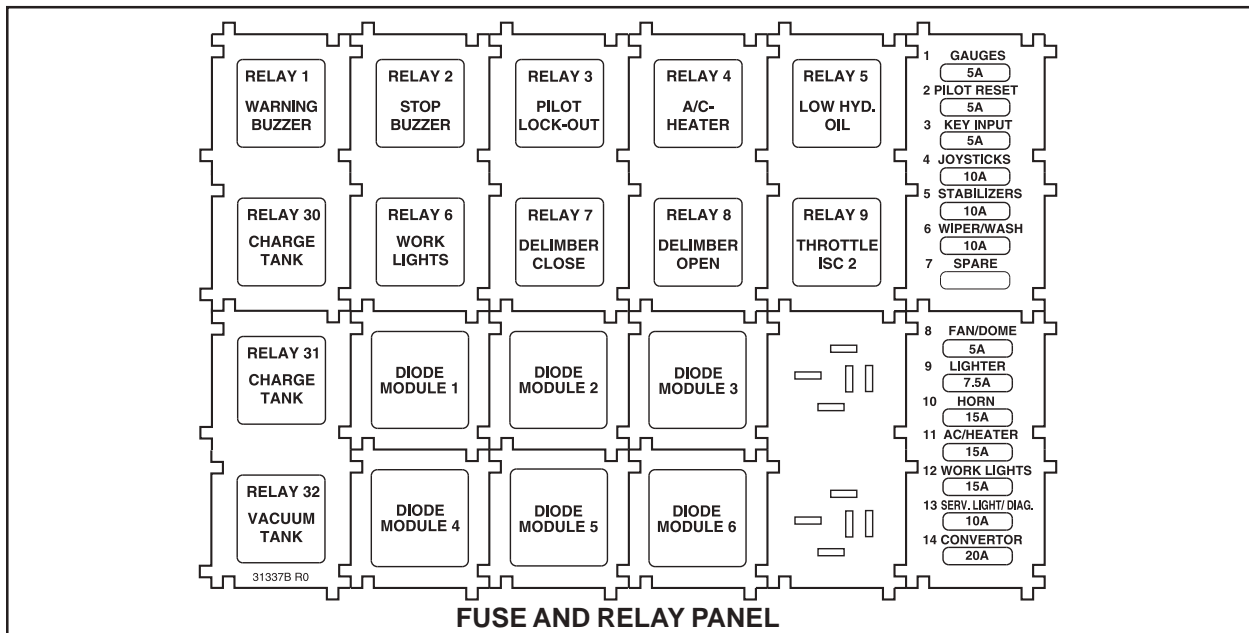 RELAY 1
WARNING
BUZZER
RELAY 2
STOP
BUZZER
RELAY 3
PILOT
LOCK-OUT
RELAY 4
A/C-
HEATER
RELAY 5
LOW HYD.
OIL
RELAY 30
CHARGE
TANK
RELAY 6
WORK
LIGHTS
RELAY 7
DELIMBER
CLOSE
RELAY 8
DELIMBER
OPEN
RELAY 9
THROTTLE
ISC 2
RELAY 31
CHARGE
TANK
DIODE
MODULE 1
DIODE
MODULE 2
DIODE
MODULE 3
RELAY 32
VACUUM
TANK
DIODE
MODULE 4
DIODE
MODULE 5
DIODE
MODULE 6
31337B R0
1 GAUGES
5A
2 PILOT RESET
5A
3 KEY INPUT
5A
4 JOYSTICKS
10A
5 STABILIZERS
10A
6 WIPER/WASH
10A
7 SPARE
8 FAN/DOME
5A
9 LIGHTER
7.5A
10 HORN
15A
11 AC/HEATER
15A
12 WORK LIGHTS
15A
13 SERV. LIGHT/ DIAG.
10A
14 CONVERTOR
20A
FUSE AND RELAY PANEL